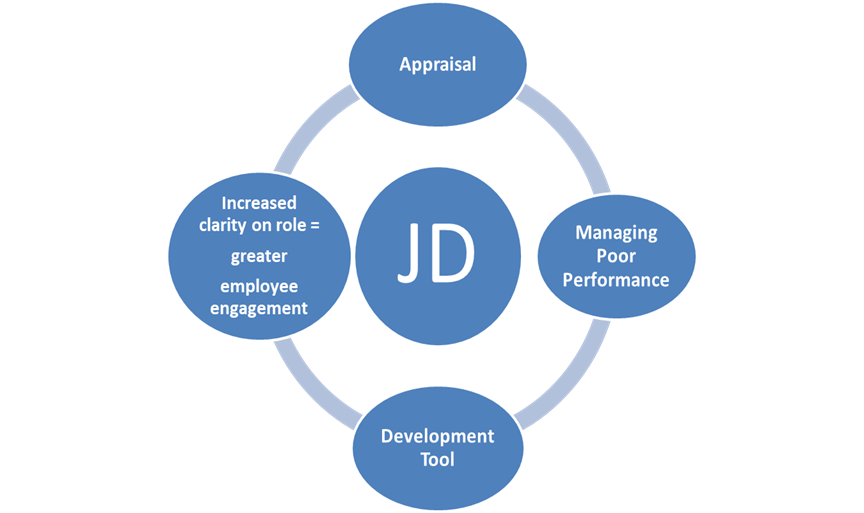 Appraisal
Increased
clarity on role =
greater
employee
engagement
JD
Managing
Poor
Performance
Development
Tool